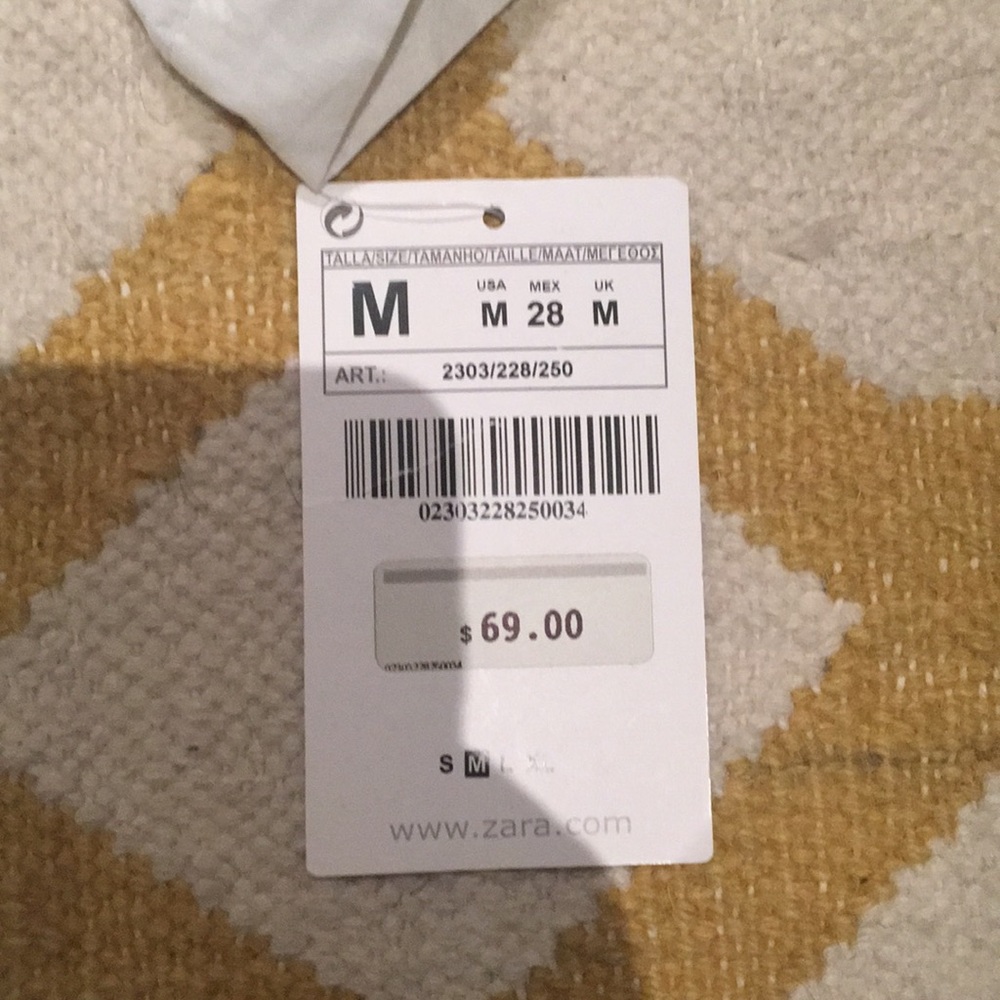 TALLA/SIZE/TAMANHO/TAILLE/MAAT/ΜΕΓΕΘΟΣ
M
USA MEX UK
M 28 M
ART.: 2303/228/250
02303228250034
$ 69.00
S M L XL
www.zara.com